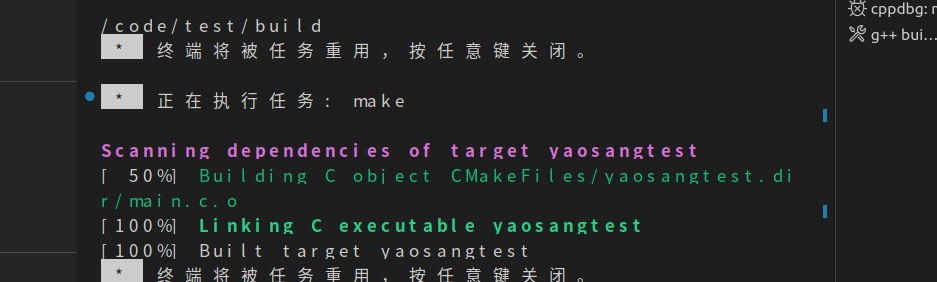 /code/test/build
* 终端将被任务重用，按任意键关闭。
* 正在执行任务: make
Scanning dependencies of target yaosangtest
[ 50%] Building C object CMakeFiles/yaosangtest.di
r/main.c.o
[100%] Linking C executable yaosangtest
[100%] Built target yaosangtest
* 终端将被任务重用，按任意键关闭。
cppdbg: m
g++ bui...